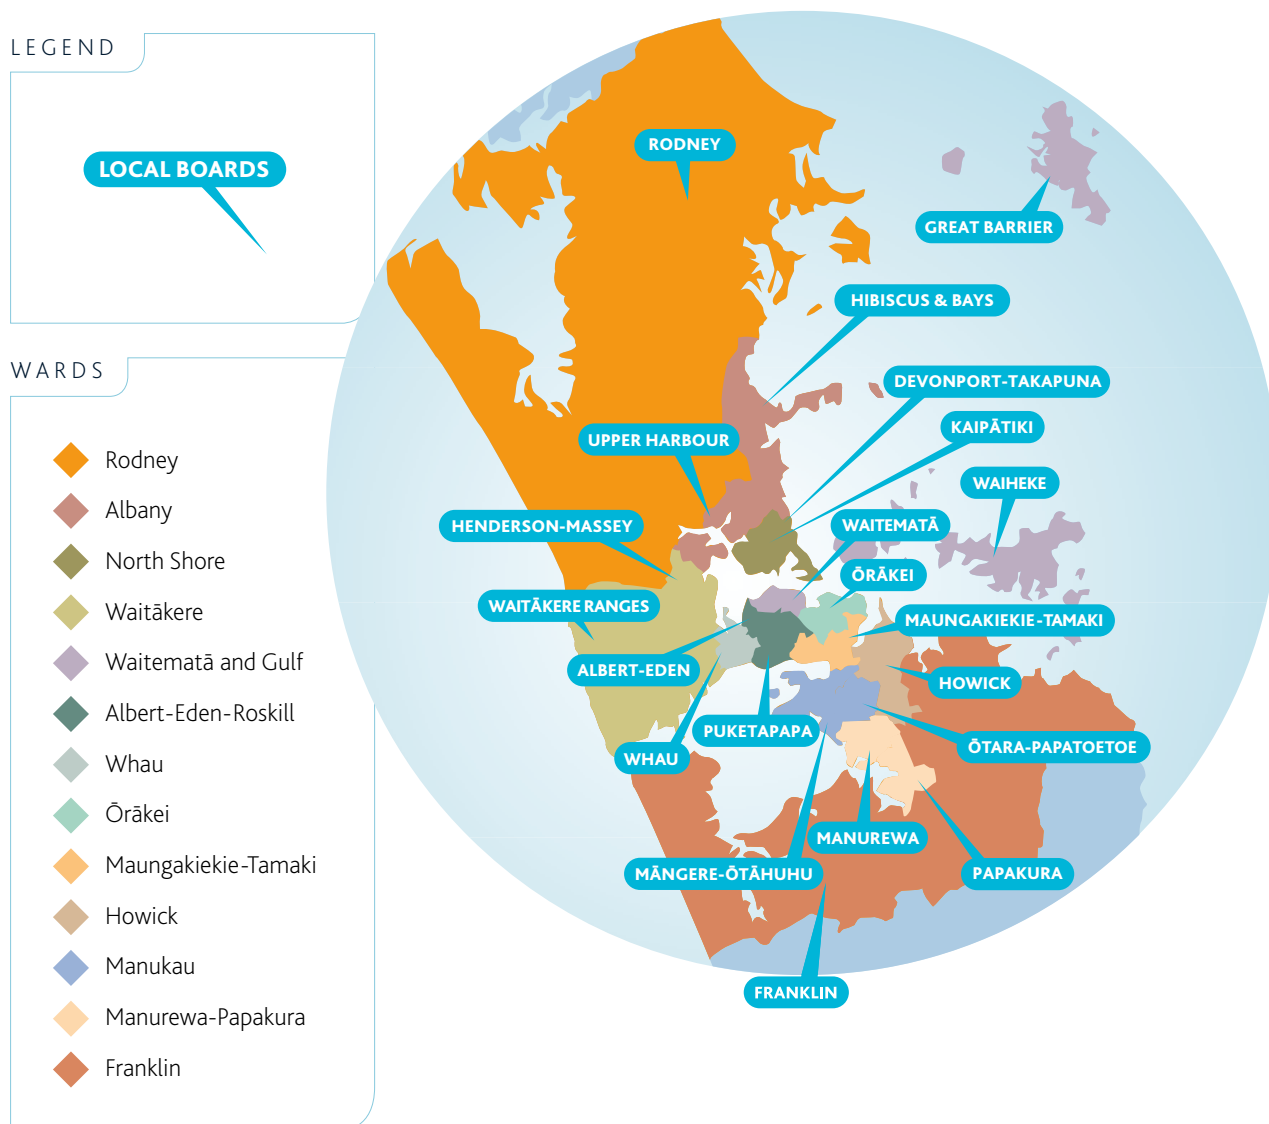 LEGEND
LOCAL BOARDS
WARDS
Rodney
Albany
North Shore
Waitākere
Waitematā and Gulf
Albert-Eden-Roskill
Whau
Ōrākei
Maungakiekie-Tamaki
Howick
Manukau
Manurewa-Papakura
Franklin
RODNEY
GREAT BARRIER
HIBISCUS & BAYS
DEVONPORT-TAKAPUNA
KAIPĀTIKI
UPPER HARBOUR
WAIHEKE
HENDERSON-MASSEY
WAITEMATĀ
ŌRĀKEI
WAITĀKERE RANGES
MAUNGAKIEKIE-TAMAKI
ALBERT-EDEN
HOWICK
PUKETAPAPA
ŌTARA-PAPATOETOE
WHAU
MANUREWA
MĀNGERE-ŌTĀHUHU
PAPAKURA
FRANKLIN